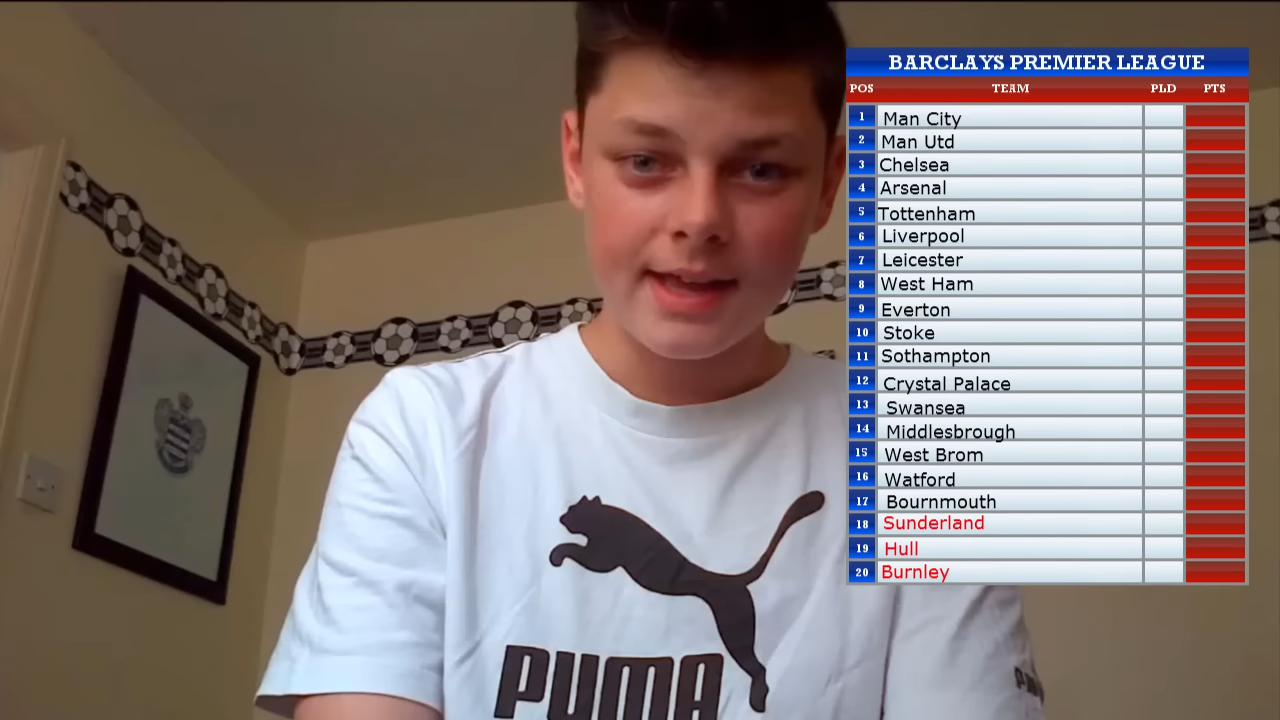 BARCLAYS PREMIER LEAGUE
POS TEAM PLD PTS
1 Man City
2 Man Utd
3 Chelsea
4 Arsenal
5 Tottenham
6 Liverpool
7 Leicester
8 West Ham
9 Everton
10 Stoke
11 Sothampton
12 Crystal Palace
13 Swansea
14 Middlesbrough
15 West Brom
16 Watford
17 Bournmouth
18 Sunderland
19 Hull
20 Burnley
PUMA